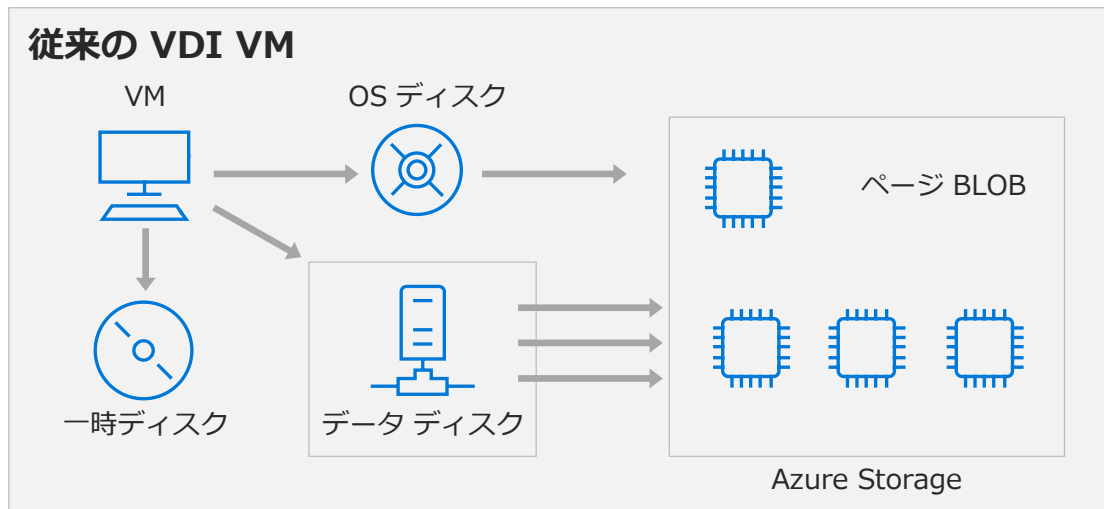 従来の VDI VM
VM
OS ディスク
ページ BLOB
一時ディスク
データ ディスク
Azure Storage